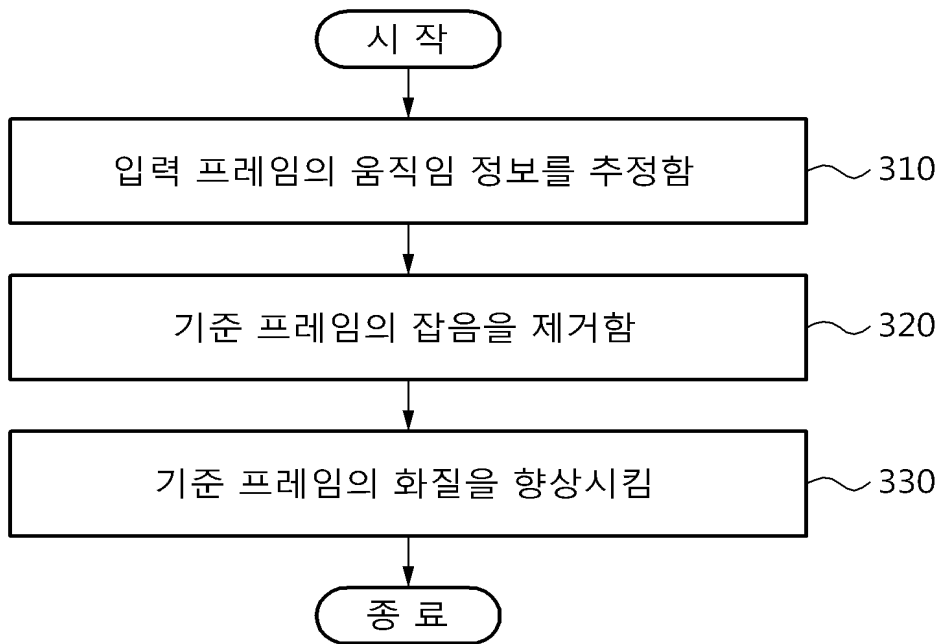 시 작
입력 프레임의 움직임 정보를 추정함
310
기준 프레임의 잡음을 제거함
320
기준 프레임의 화질을 향상시킴
330
종 료